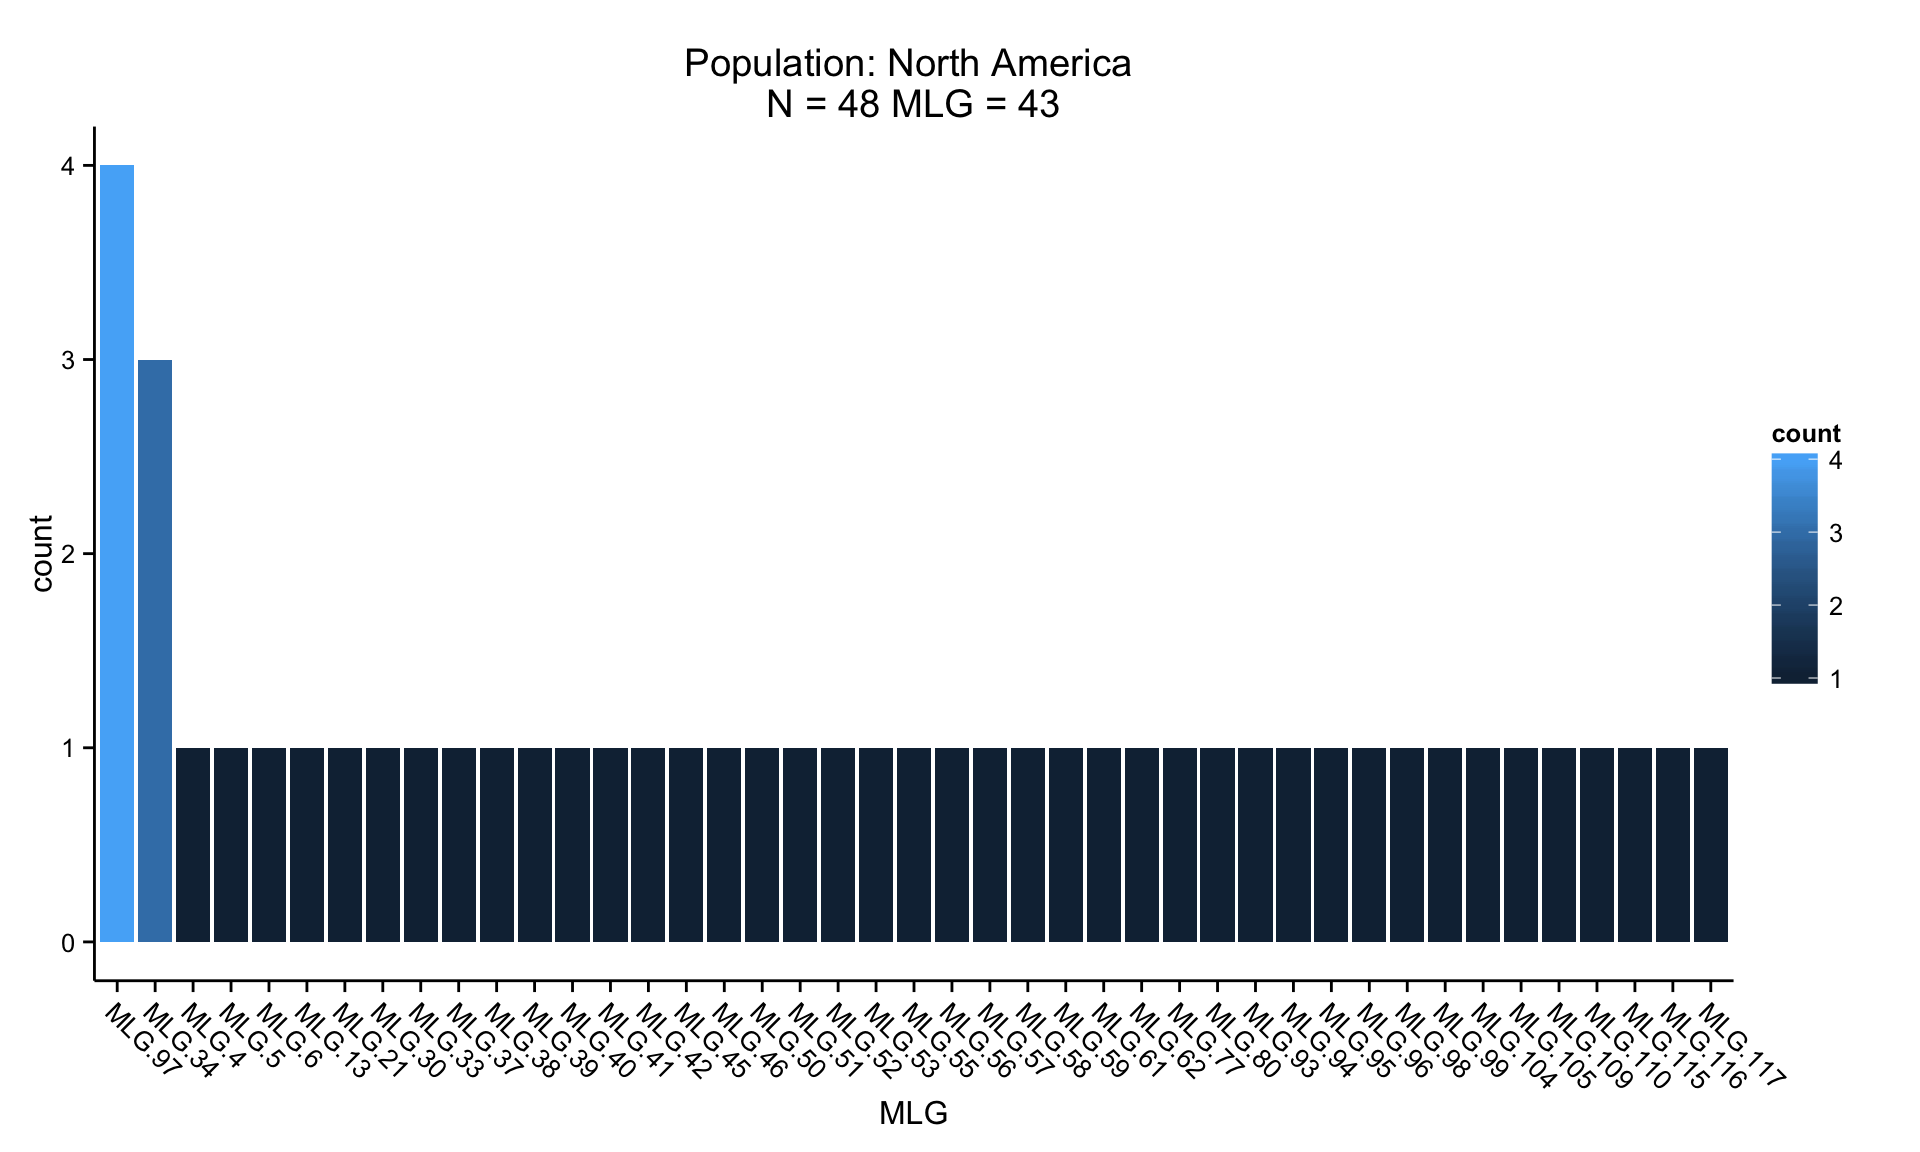 Population: North America
N = 48 MLG = 43
4
3
2
1
0
count
MLG.97
MLG.34
MLG.4
MLG.5
MLG.6
MLG.13
MLG.21
MLG.30
MLG.33
MLG.37
MLG.38
MLG.39
MLG.40
MLG.41
MLG.42
MLG.45
MLG.46
MLG.50
MLG.51
MLG.52
MLG.53
MLG.55
MLG.56
MLG.57
MLG.58
MLG.59
MLG.61
MLG.62
MLG.77
MLG.80
MLG.93
MLG.94
MLG.95
MLG.96
MLG.98
MLG.99
MLG.104
MLG.105
MLG.109
MLG.110
MLG.115
MLG.116
MLG.117
MLG
count
4
3
2
1